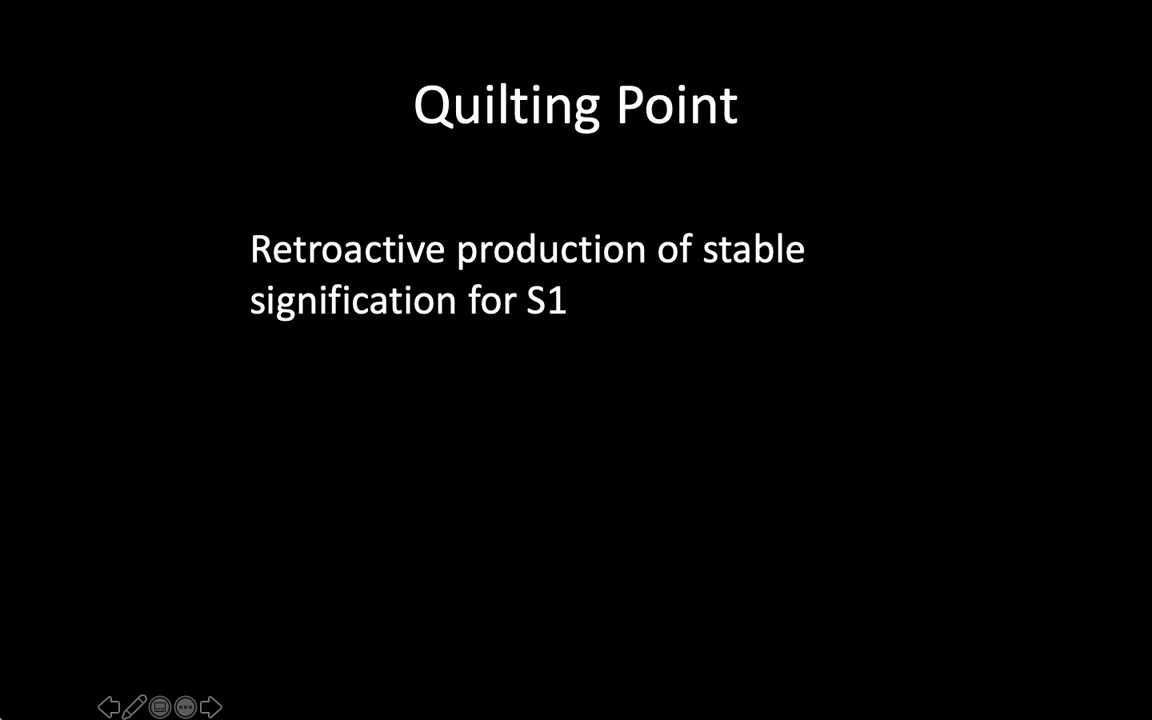 Quilting Point
Retroactive production of stable
signification for S1